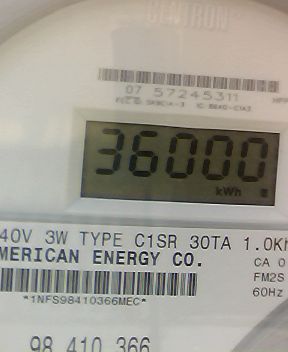 CENTRON
07 57245311
36000
kWh
40V 3W TYPE C1SR 30TA 1.0Kh
MERICAN ENERGY CO.
CA 0
FM2S
60Hz
*1NFS98410366MEC*
98 410 366